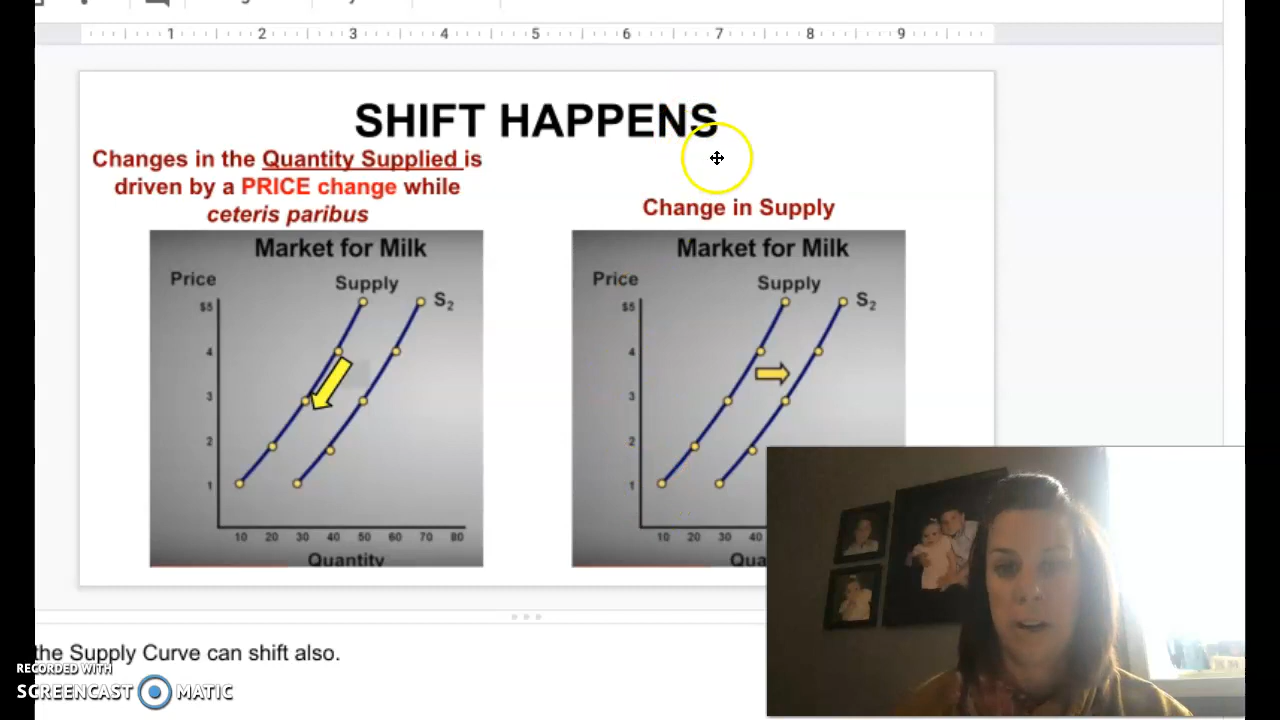 1 2 3 4 5 6 7 8 9
SHIFT HAPPENS
Changes in the Quantity Supplied is
driven by a PRICE change while
ceteris paribus
Market for Milk
Price
Supply
S2
$5
4
3
2
1
10 20 30 40 50 60 70 80
Quantity
Change in Supply
Market for Milk
Price
Supply
S2
$5
4
3
2
1
10 20 30 40
the Supply Curve can shift also.
RECORDED WITH
SCREENCAST MATIC